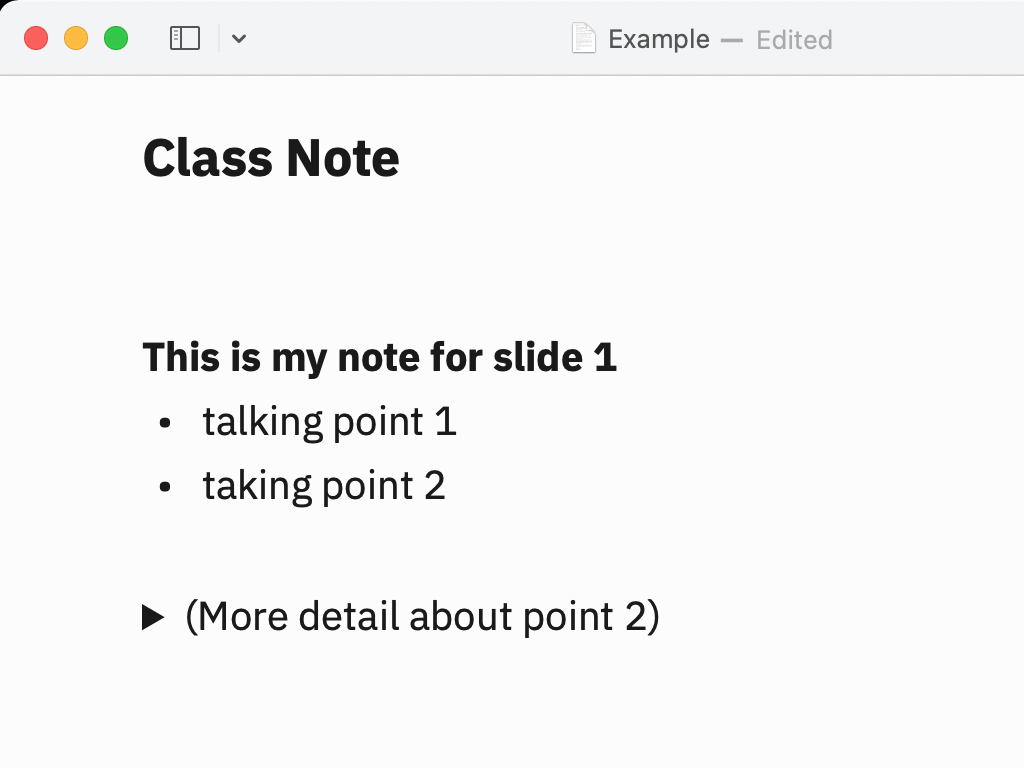 Example — Edited
Class Note
This is my note for slide 1
• talking point 1
• taking point 2
▶ (More detail about point 2)